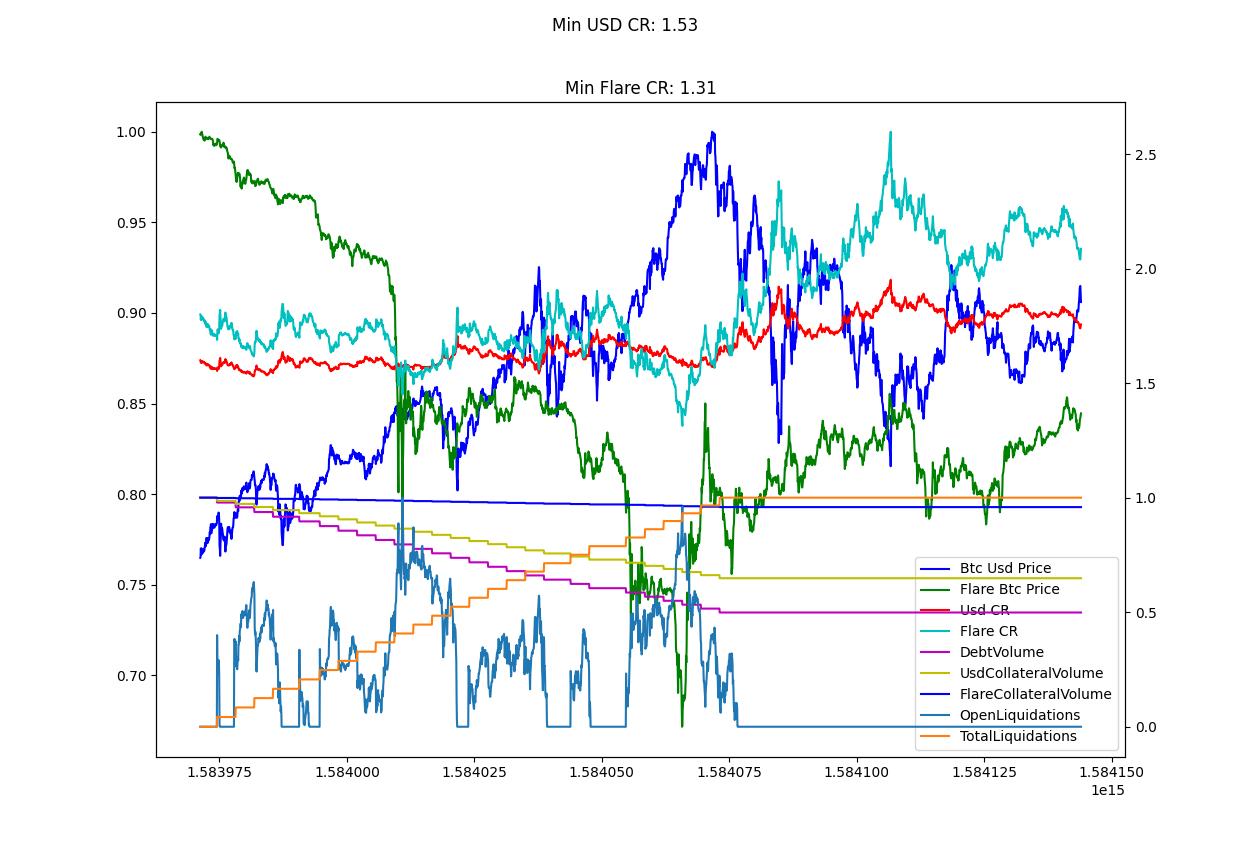 Min USD CR: 1.53
Min Flare CR: 1.31
1.00
0.95
0.90
0.85
0.80
0.75
0.70
2.5
2.0
1.5
1.0
0.5
0.0
Btc Usd Price
Flare Btc Price
Usd CR
Flare CR
DebtVolume
UsdCollateralVolume
FlareCollateralVolume
OpenLiquidations
TotalLiquidations
1.583975 1.584000 1.584025 1.584050 1.584075 1.584100 1.584125 1.584150
1e15